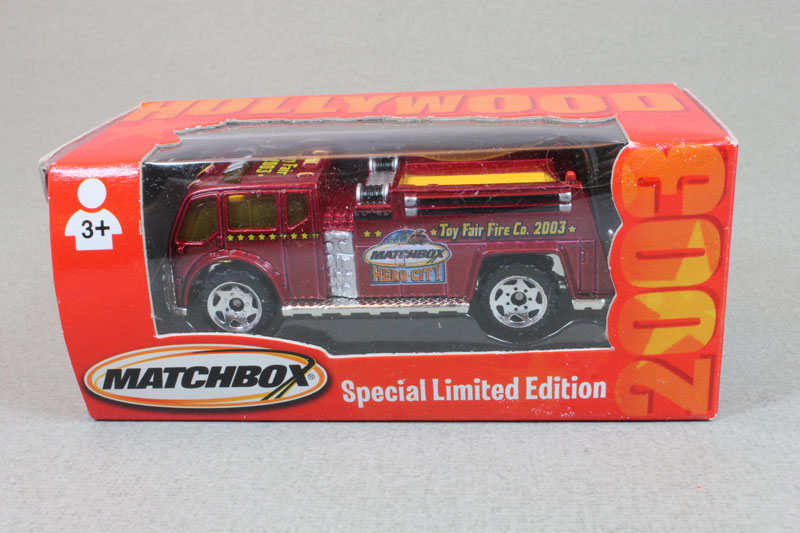 HOLLYWOOD
3+
Toy Fair Fire Co. 2003
MATCHBOX
HERO CITY
2003
MATCHBOX®
Special Limited Edition